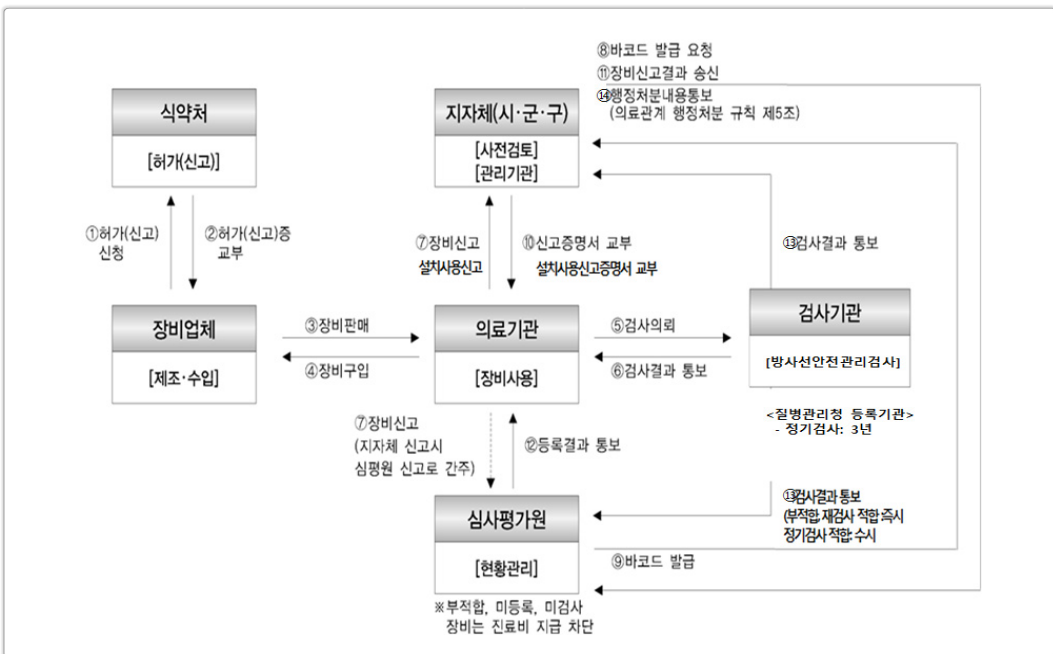 ⑧바코드 발급 요청
⑪장비신고결과 송신
⑭행정처분내용통보
(의료관계 행정처분 규칙 제5조)
식약처
[허가(신고)]
지자체(시·군·구)
[사전검토]
[관리기관]
①허가(신고)
신청
②허가(신고)증
교부
⑦장비신고
설치사용신고
⑩신고증명서 교부
설치사용신고증명서 교부
⑬검사결과 통보
장비업체
[제조·수입]
③장비판매
④장비구입
의료기관
[장비사용]
⑤검사의뢰
⑥검사결과 통보
검사기관
[방사선안전관리검사]
<질병관리청 등록기관>
- 정기검사: 3년
⑦장비신고
(지자체 신고시
심평원 신고로 간주)
⑫등록결과 통보
심사평가원
[현황관리]
⑬검사결과 통보
(부적합, 재검사 적합:즉시
정기검사 적합:수시
⑨바코드 발급
※부적합, 미등록, 미검사
장비는 진료비 지급 차단